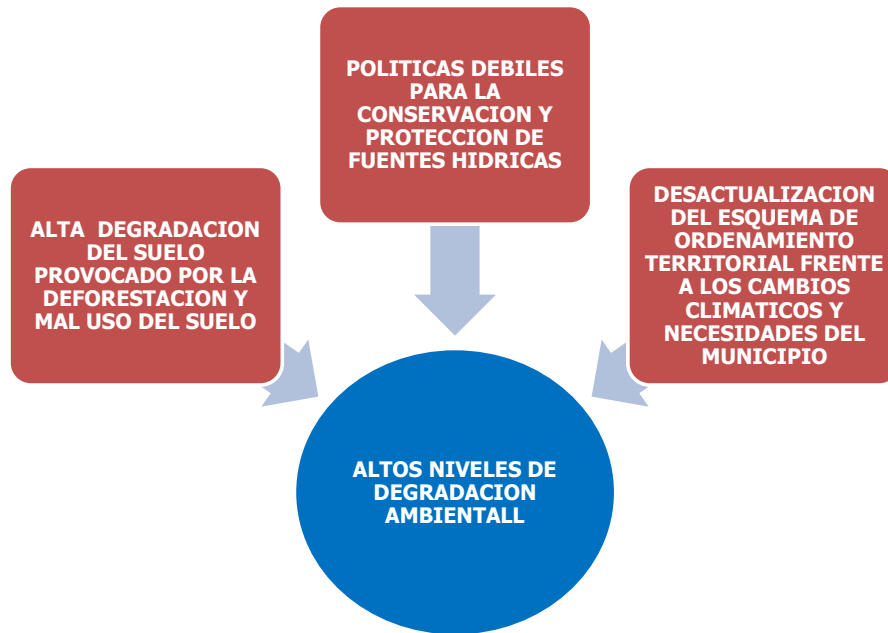 POLITICAS DEBILES
PARA LA
CONSERVACION Y
PROTECCION DE
FUENTES HIDRICAS
ALTA DEGRADACION
DEL SUELO
PROVOCADO POR LA
DEFORESTACION Y
MAL USO DEL SUELO
DESACTUALIZACION
DEL ESQUEMA DE
ORDENAMIENTO
TERRITORIAL FRENTE
A LOS CAMBIOS
CLIMATICOS Y
NECESIDADES DEL
MUNICIPIO
ALTOS NIVELES DE
DEGRADACION
AMBIENTALL